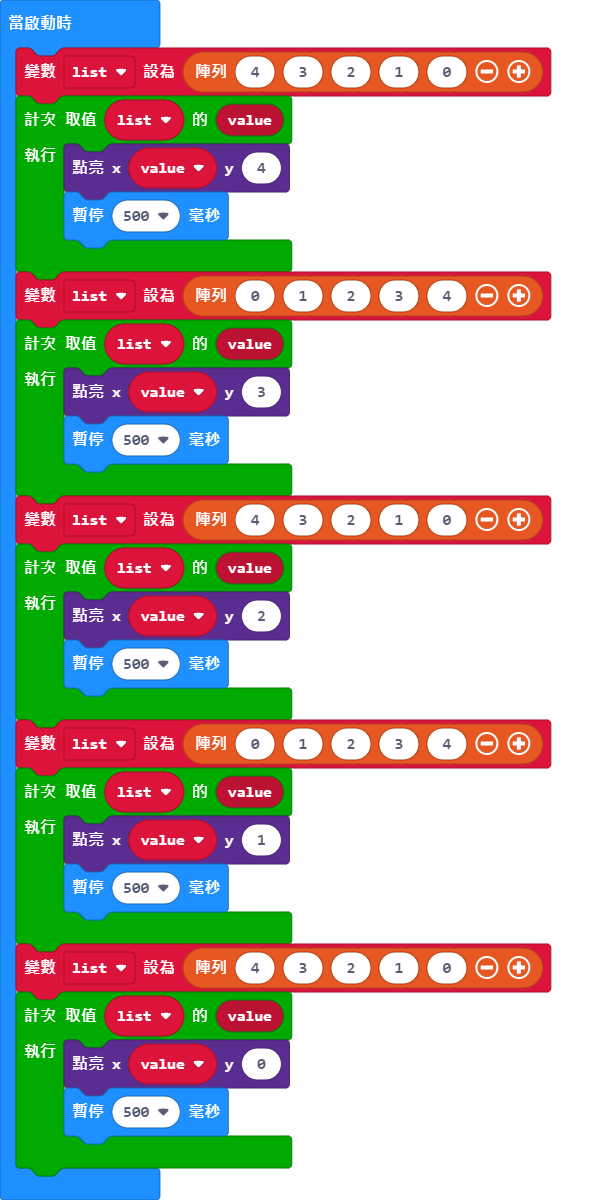 當啟動時
變數 list 設為 陣列 4 3 2 1 0
計次 取值 list 的 value
執行 點亮 x value y 4
暫停 500 毫秒
變數 list 設為 陣列 0 1 2 3 4
計次 取值 list 的 value
執行 點亮 x value y 3
暫停 500 毫秒
變數 list 設為 陣列 4 3 2 1 0
計次 取值 list 的 value
執行 點亮 x value y 2
暫停 500 毫秒
變數 list 設為 陣列 0 1 2 3 4
計次 取值 list 的 value
執行 點亮 x value y 1
暫停 500 毫秒
變數 list 設為 陣列 4 3 2 1 0
計次 取值 list 的 value
執行 點亮 x value y 0
暫停 500 毫秒